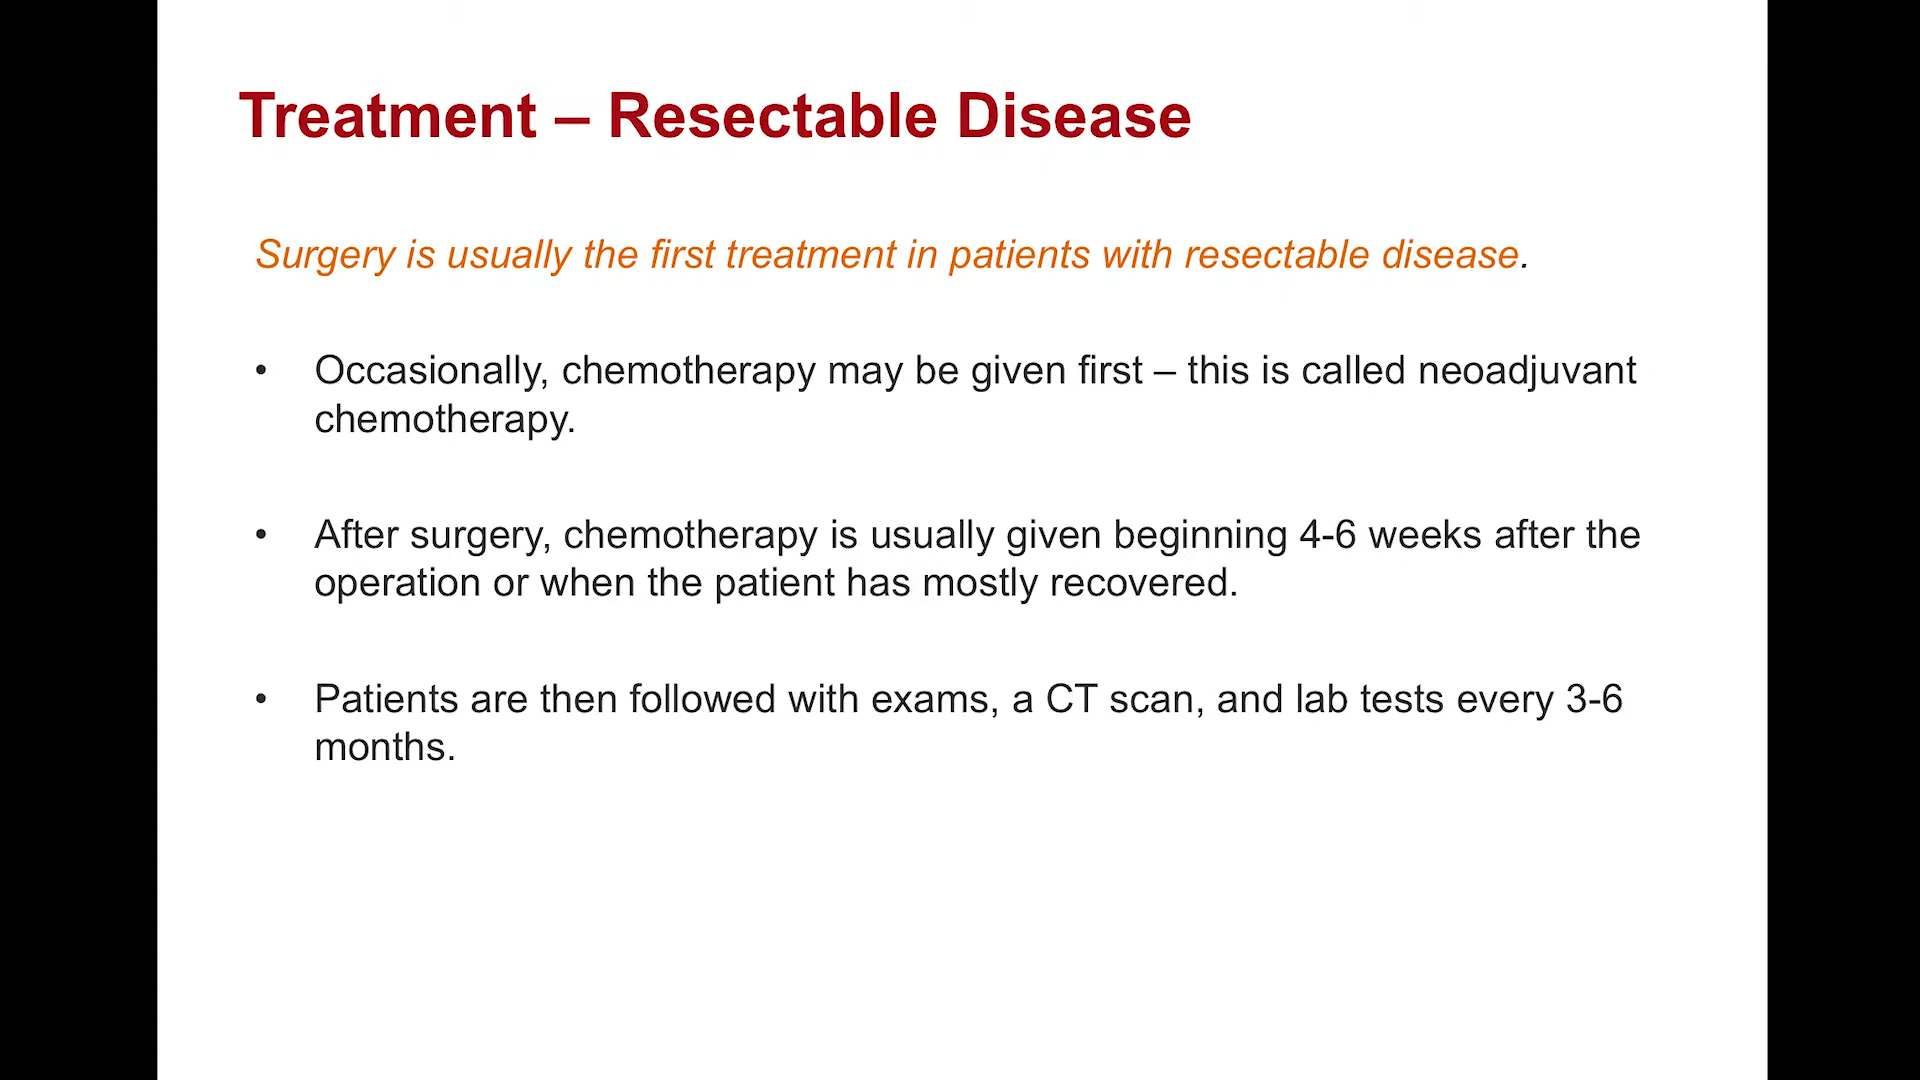 Treatment – Resectable Disease
Surgery is usually the first treatment in patients with resectable disease.
• Occasionally, chemotherapy may be given first – this is called neoadjuvant
chemotherapy.
• After surgery, chemotherapy is usually given beginning 4-6 weeks after the
operation or when the patient has mostly recovered.
• Patients are then followed with exams, a CT scan, and lab tests every 3-6
months.